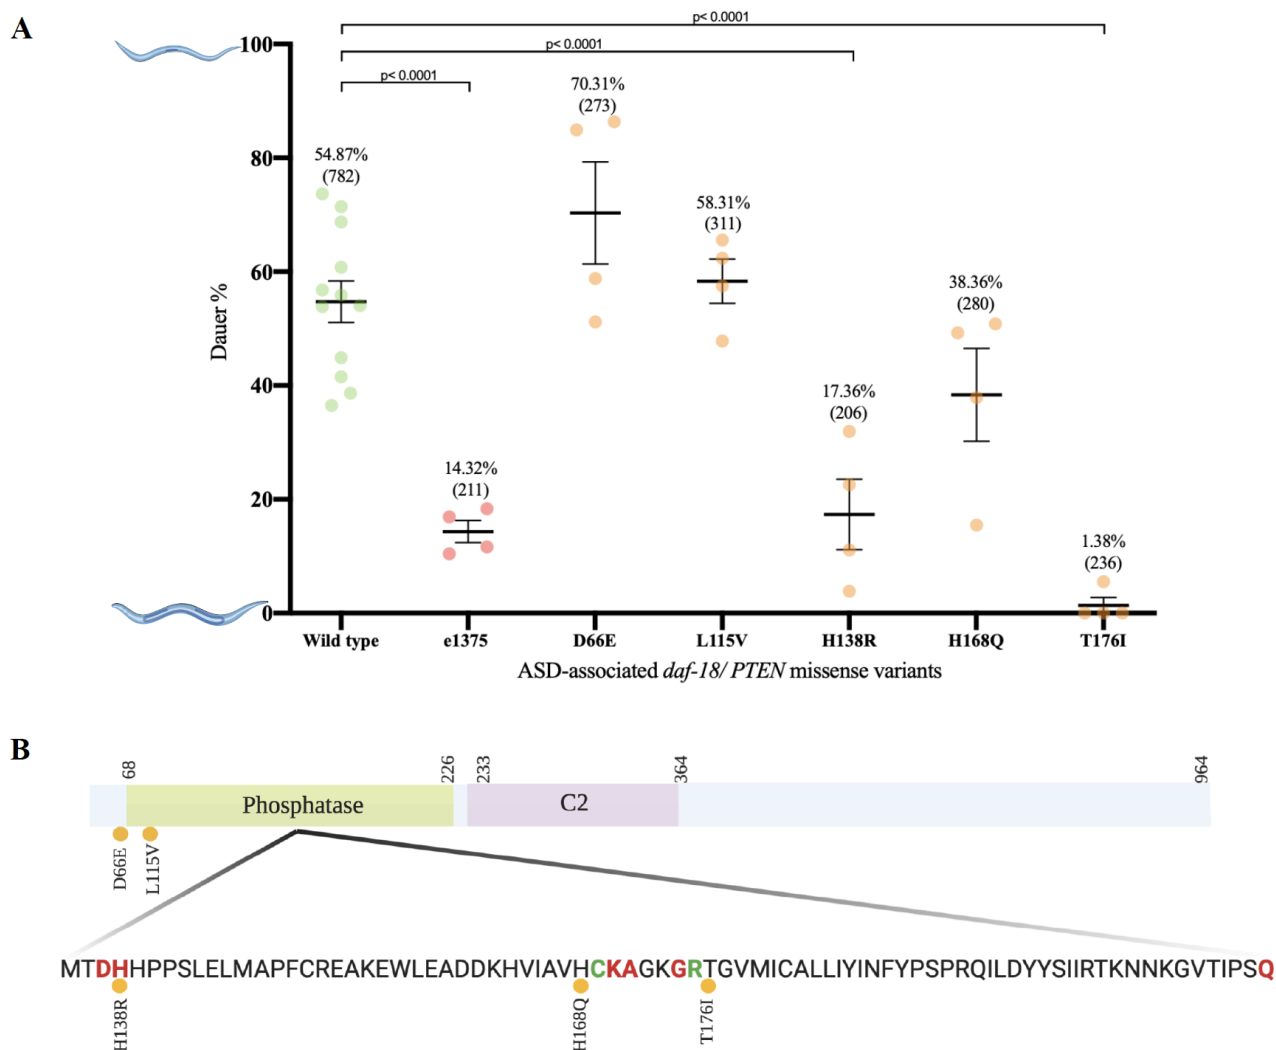 A
p< 0.0001
p< 0.0001
p< 0.0001
100
80
60
40
20
0
Dauer %
54.87%
(782)
14.32%
(211)
70.31%
(273)
58.31%
(311)
17.36%
(206)
38.36%
(280)
1.38%
(236)
Wild type e1375 D66E L115V H138R H168Q T176I
ASD-associated daf-18/ PTEN missense variants
B
68 226 233 364 964
Phosphatase C2
D66E L115V
MTDHHPPSLELMAPFCREAKEWLEADDKHVIAVHCKAGKGRTGVMICALLIYINFYPSPRQILDYYSIIRTKNNKGVTIPSQ
H138R H168Q T176I